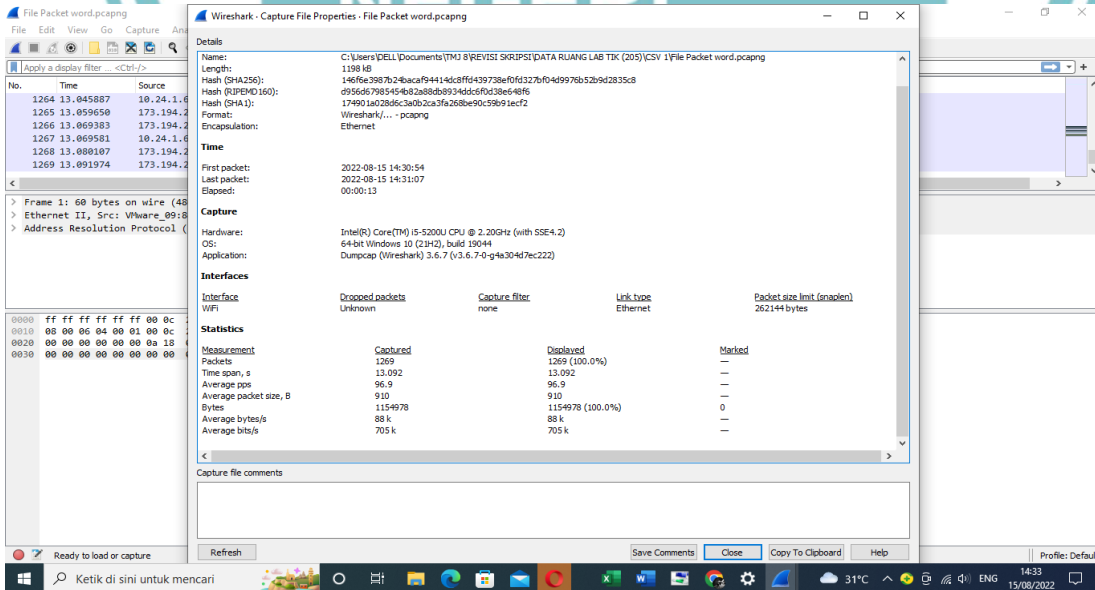 File Packet word.pcapng
File Edit View Go Capture Ana
Apply a display filter ... <Ctrl-/>
No. Time Source
1264 13.045887 10.24.1.6
1265 13.059650 173.194.2
1266 13.069383 173.194.2
1267 13.069581 10.24.1.6
1268 13.080107 173.194.2
1269 13.091974 173.194.2
Frame 1: 60 bytes on wire (48
Ethernet II, Src: VMware_09:8
Address Resolution Protocol (
0000 ff ff ff ff ff ff 00 0c
0010 08 00 06 04 00 01 00 0c
0020 00 00 00 00 00 00 0a 18
0030 00 00 00 00 00 00 00 00
Ready to load or capture
Wireshark · Capture File Properties · File Packet word.pcapng
Details
Name: C:\Users\DELL\Documents\TMJ 8\REVISI SKRIPSI\DATA RUANG LAB TIK (205)\CSV 1\File Packet word.pcapng
Length: 1198 kB
Hash (SHA256): 146f6e3987b24bacaf94414dc8ffd439738ef0fd327bf04d9976b52b9d2835c8
Hash (RIPEMD160): d956d67985454b82a88db8934ddc6f0d38e648f6
Hash (SHA1): 174901a028d6c3a0b2ca3fa268be90c59b91ecf2
Format: Wireshark/... - pcapng
Encapsulation: Ethernet
Time
First packet: 2022-08-15 14:30:54
Last packet: 2022-08-15 14:31:07
Elapsed: 00:00:13
Capture
Hardware: Intel(R) Core(TM) i5-5200U CPU @ 2.20GHz (with SSE4.2)
OS: 64-bit Windows 10 (21H2), build 19044
Application: Dumpcap (Wireshark) 3.6.7 (v3.6.7-0-g4a304d7ec222)
Interfaces
Interface Dropped packets Capture filter Link type Packet size limit (snaplen)
WiFi Unknown none Ethernet 262144 bytes
Statistics
Measurement Captured Displayed Marked
Packets 1269 1269 (100.0%) —
Time span, s 13.092 13.092 —
Average pps 96.9 96.9 —
Average packet size, B 910 910 —
Bytes 1154978 1154978 (100.0%) 0
Average bytes/s 88 k 88 k —
Average bits/s 705 k 705 k —
Capture file comments
Refresh Save Comments Close Copy To Clipboard Help
Profile: Defaul
Ketik di sini untuk mencari
31°C ENG 14:33
15/08/2022